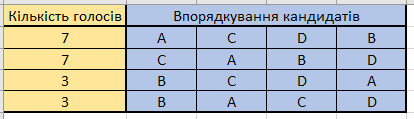 Кількість голосів Впорядкування кандидатів
7 A C D B
7 C A B D
3 B C D A
3 B A C D